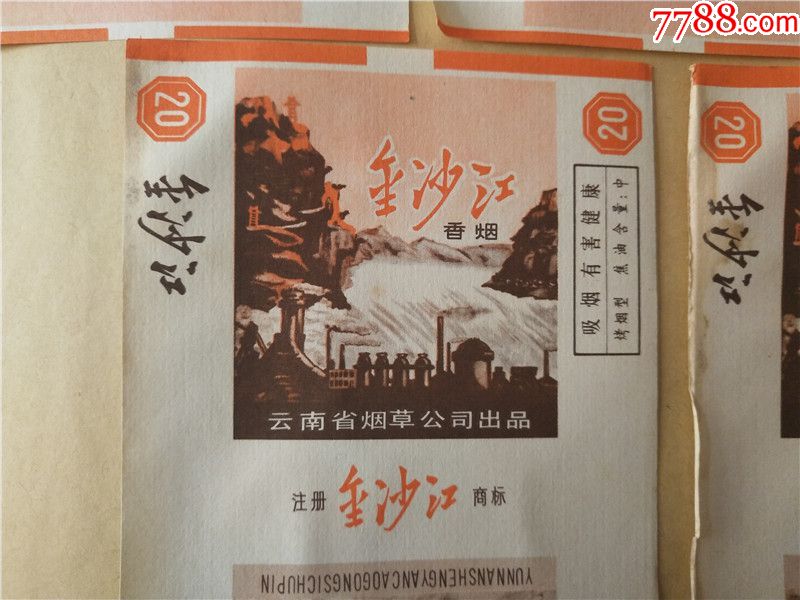 7788.com
20
20
20
金沙江
金沙江
金沙江
香烟
吸烟有害健康
烤烟型 焦油含量:中
云南省烟草公司出品
注册 金沙江 商标
YUNNANSHENGYANCAOGONGSICHUPIN